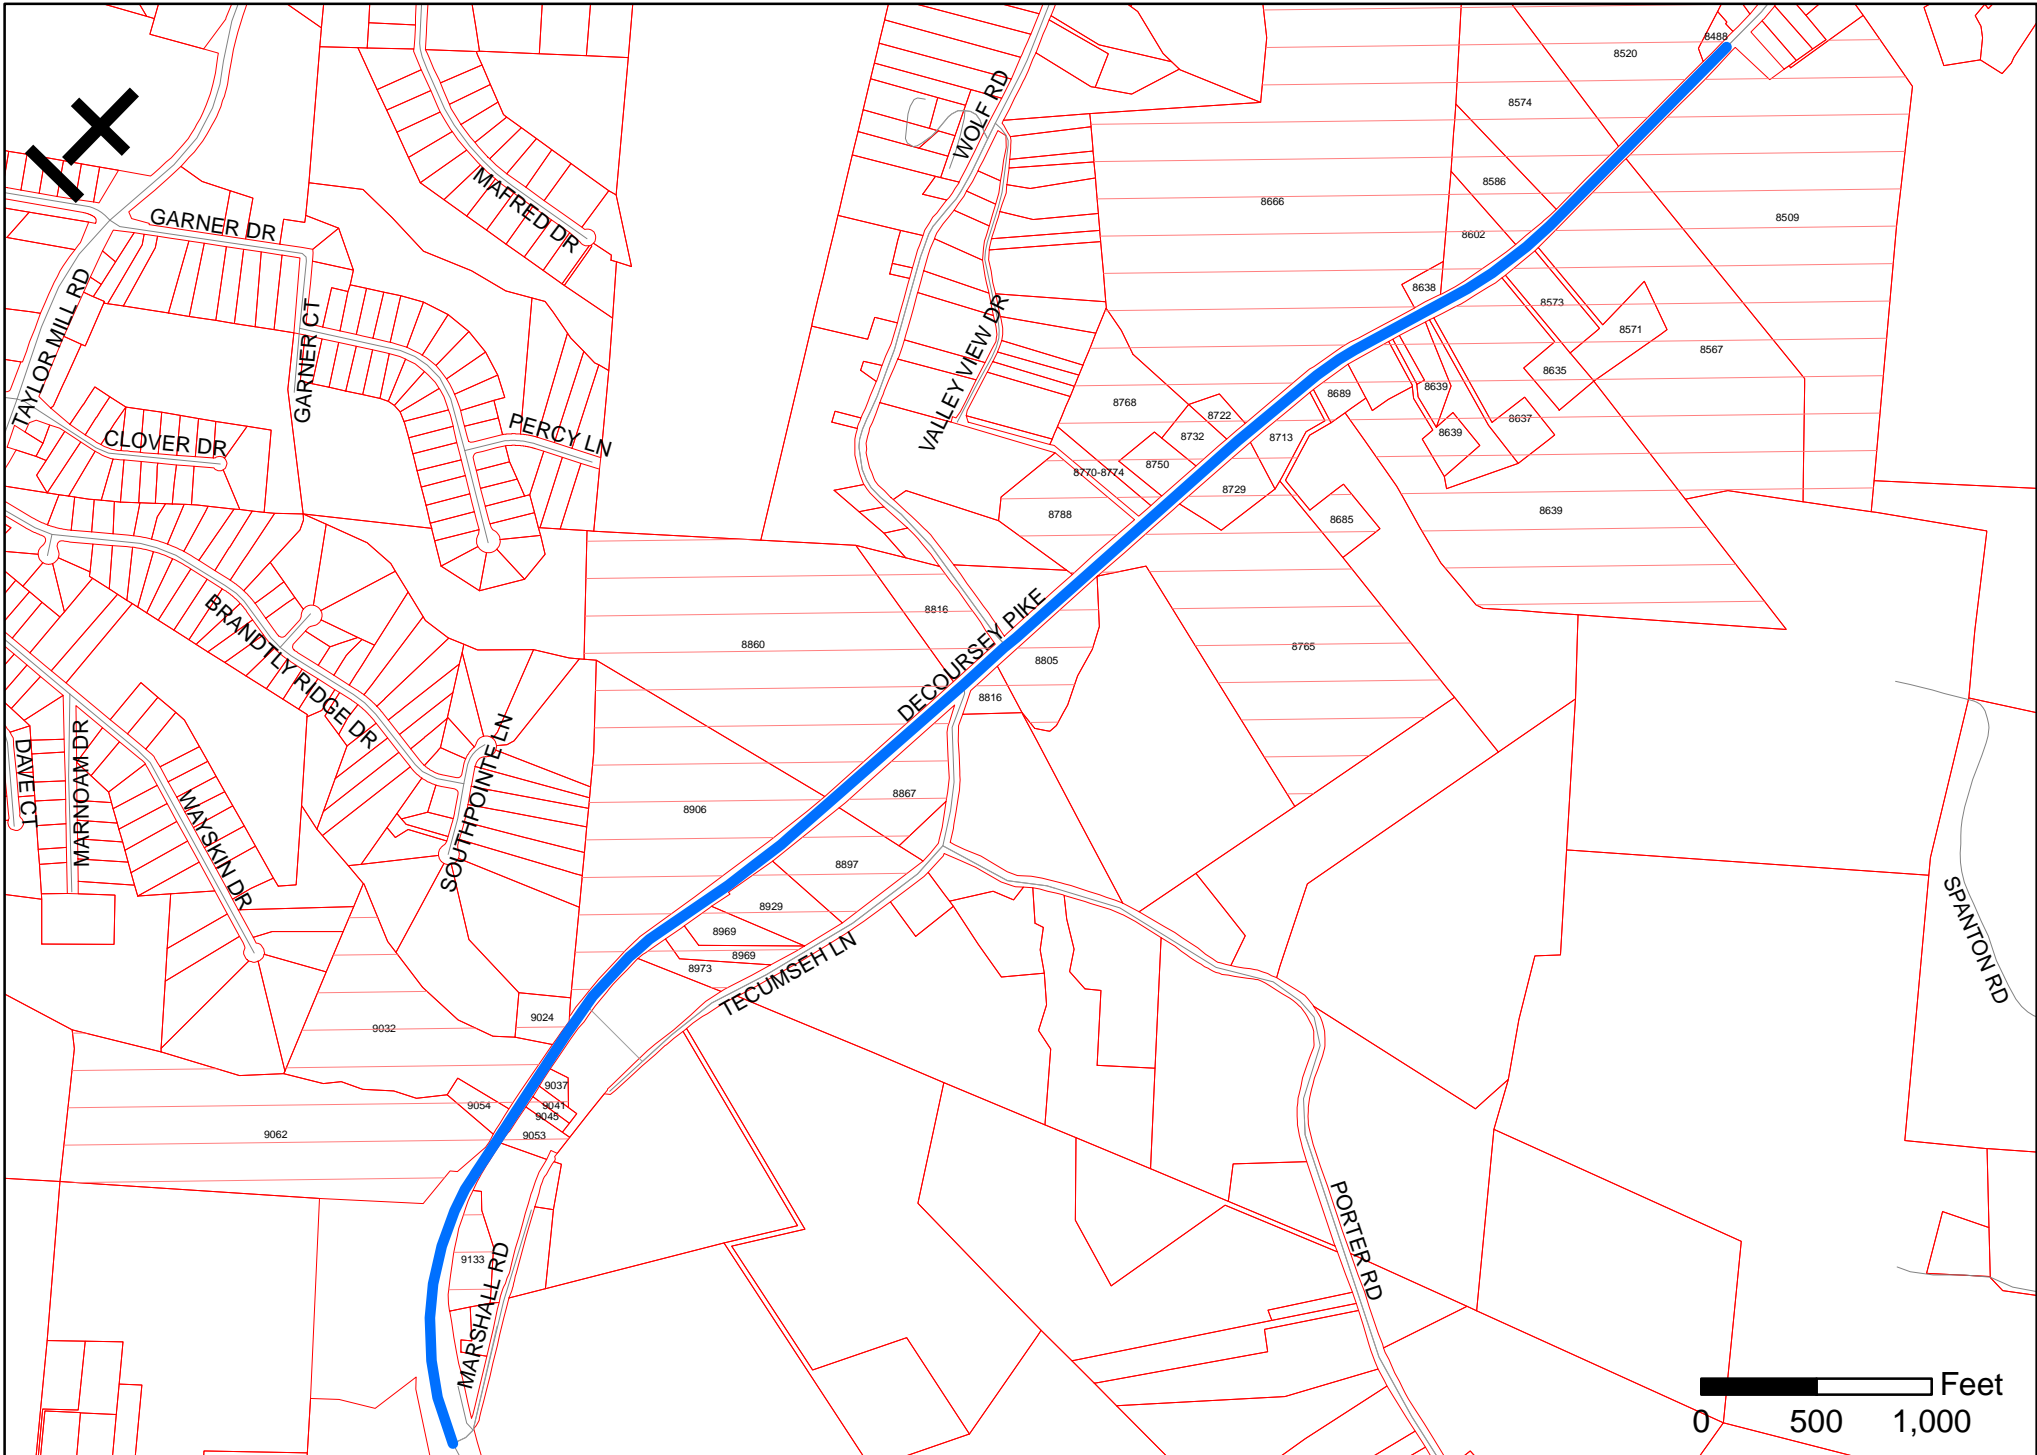 8488
8520
WOLF RD
8574
MAFRED DR
8586
8666
8509
GARNER DR
8602
8638
TAYLOR MILL RD
GARNER CT
8573
8571
VALLEY VIEW DR
8567
8635
8639
8689
8768
8722
8637
PERCY LN
CLOVER DR
8732
8713
8639
8750
8770-8774
8729
8788
8639
8685
BRANDTLY RIDGE DR
8816
8860
DECOURSEY PIKE
8765
8805
8816
DAVE CT
MARNOAM DR
SOUTHPOINTE LN
WAYSKIN DR
8867
8906
8897
8929
SPANTON RD
8969
8969
8973
TECUMSEH LN
9024
9032
9037
9054
9041
9045
9062
9053
PORTER RD
9133
MARSHALL RD
Feet
0 500 1,000